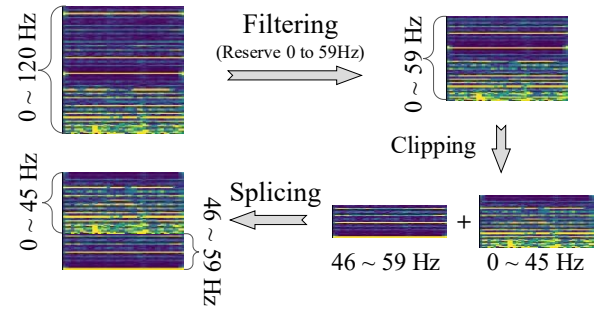 0 ~ 120 Hz
Filtering
(Reserve 0 to 59Hz)
0 ~ 59 Hz
Clipping
46 ~ 59 Hz
+
0 ~ 45 Hz
Splicing
0 ~ 45 Hz
46 ~ 59 Hz